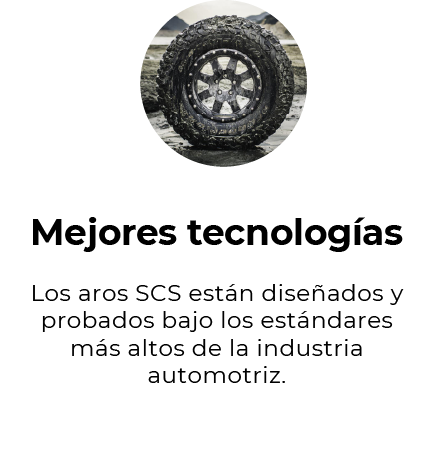 Mejores tecnologías
Los aros SCS están diseñados y
probados bajo los estándares
más altos de la industria
automotriz.